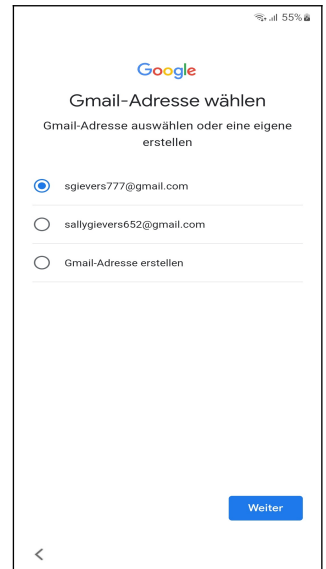 55%
Google
Gmail-Adresse wählen
Gmail-Adresse auswählen oder eine eigene
erstellen
sgievers777@gmail.com
sallygievers652@gmail.com
Gmail-Adresse erstellen
Weiter